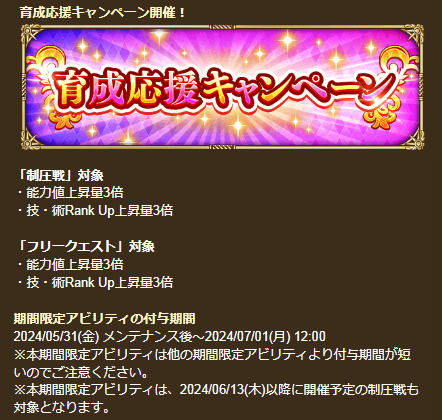 育成応援キャンペーン開催！
育成応援キャンペーン
「制圧戦」対象
・能力値上昇量3倍
・技・術Rank Up上昇量3倍
「フリークエスト」対象
・能力値上昇量3倍
・技・術Rank Up上昇量3倍
期間限定アビリティの付与期間
2024/05/31(金) メンテナンス後～2024/07/01(月) 12:00
※本期間限定アビリティは他の期間限定アビリティより付与期間が短
いのでご注意ください。
※本期間限定アビリティは、2024/06/13(木)以降に開催予定の制圧戦も
対象となります。